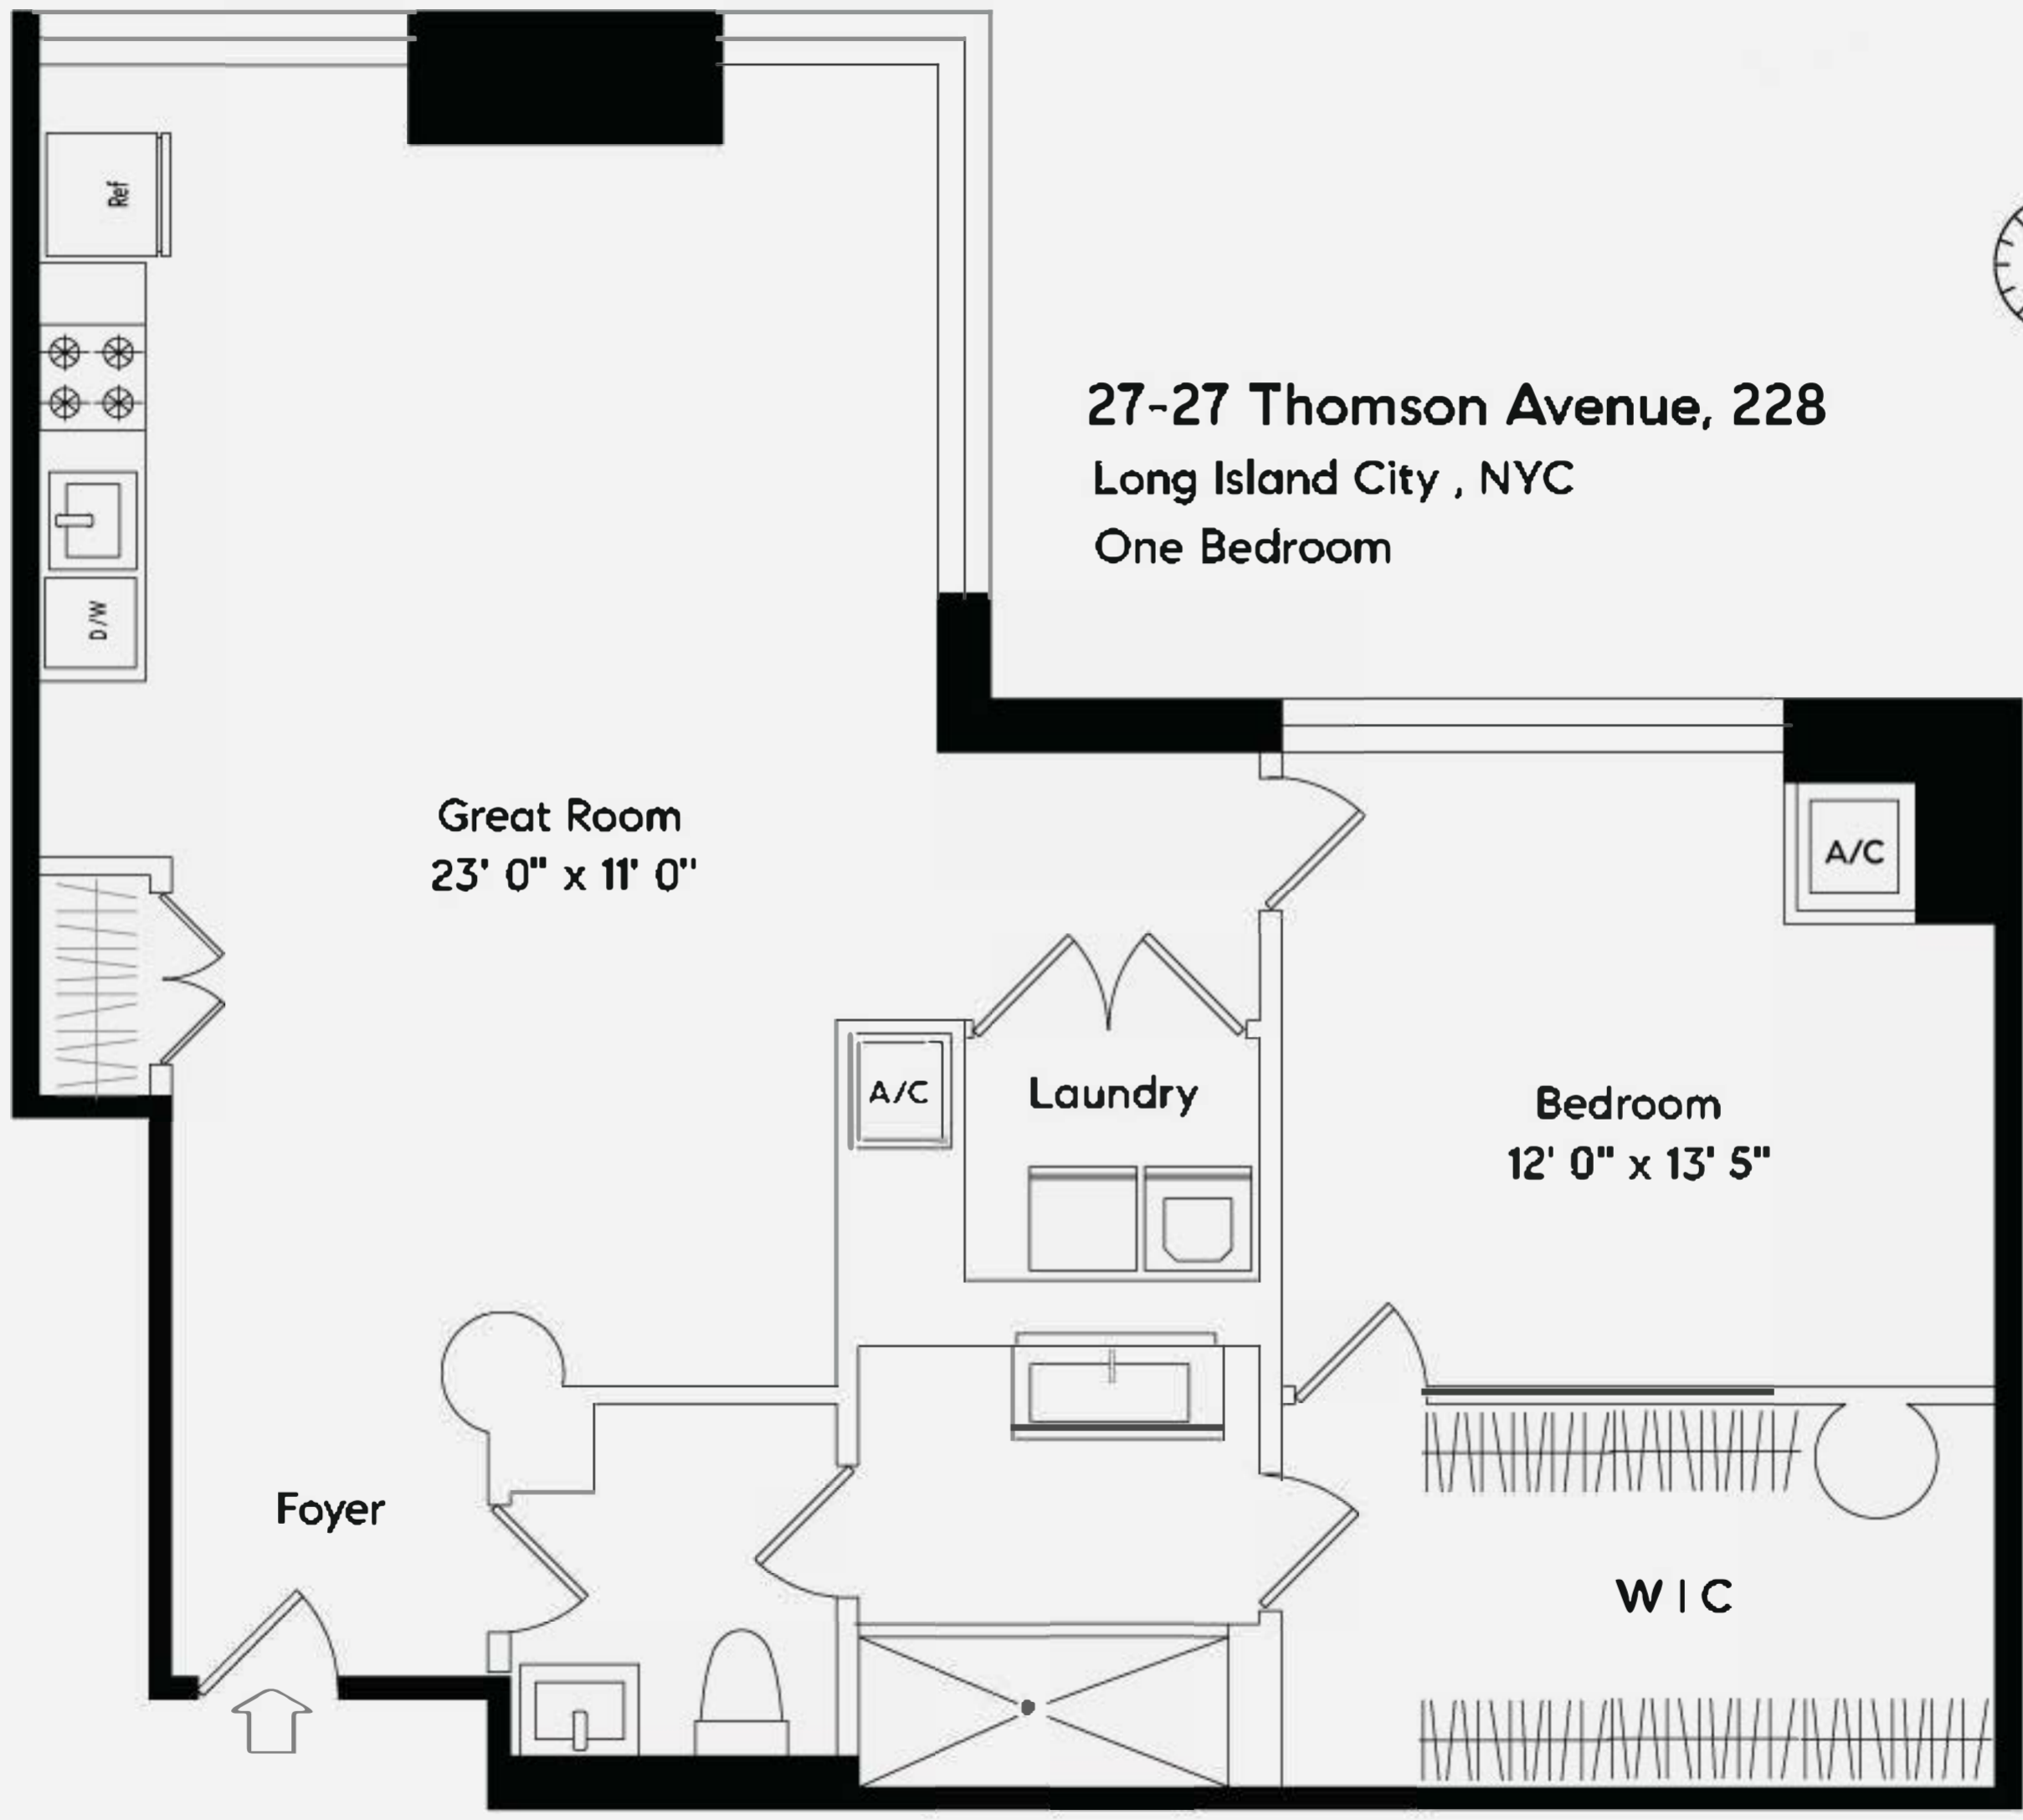 Ref
27-27 Thomson Avenue, 228
Long Island City , NYC
One Bedroom
D/W
Great Room
23' 0" x 11' 0"
A/C
A/C
Laundry
Bedroom
12' 0" x 13' 5"
Foyer
W I C